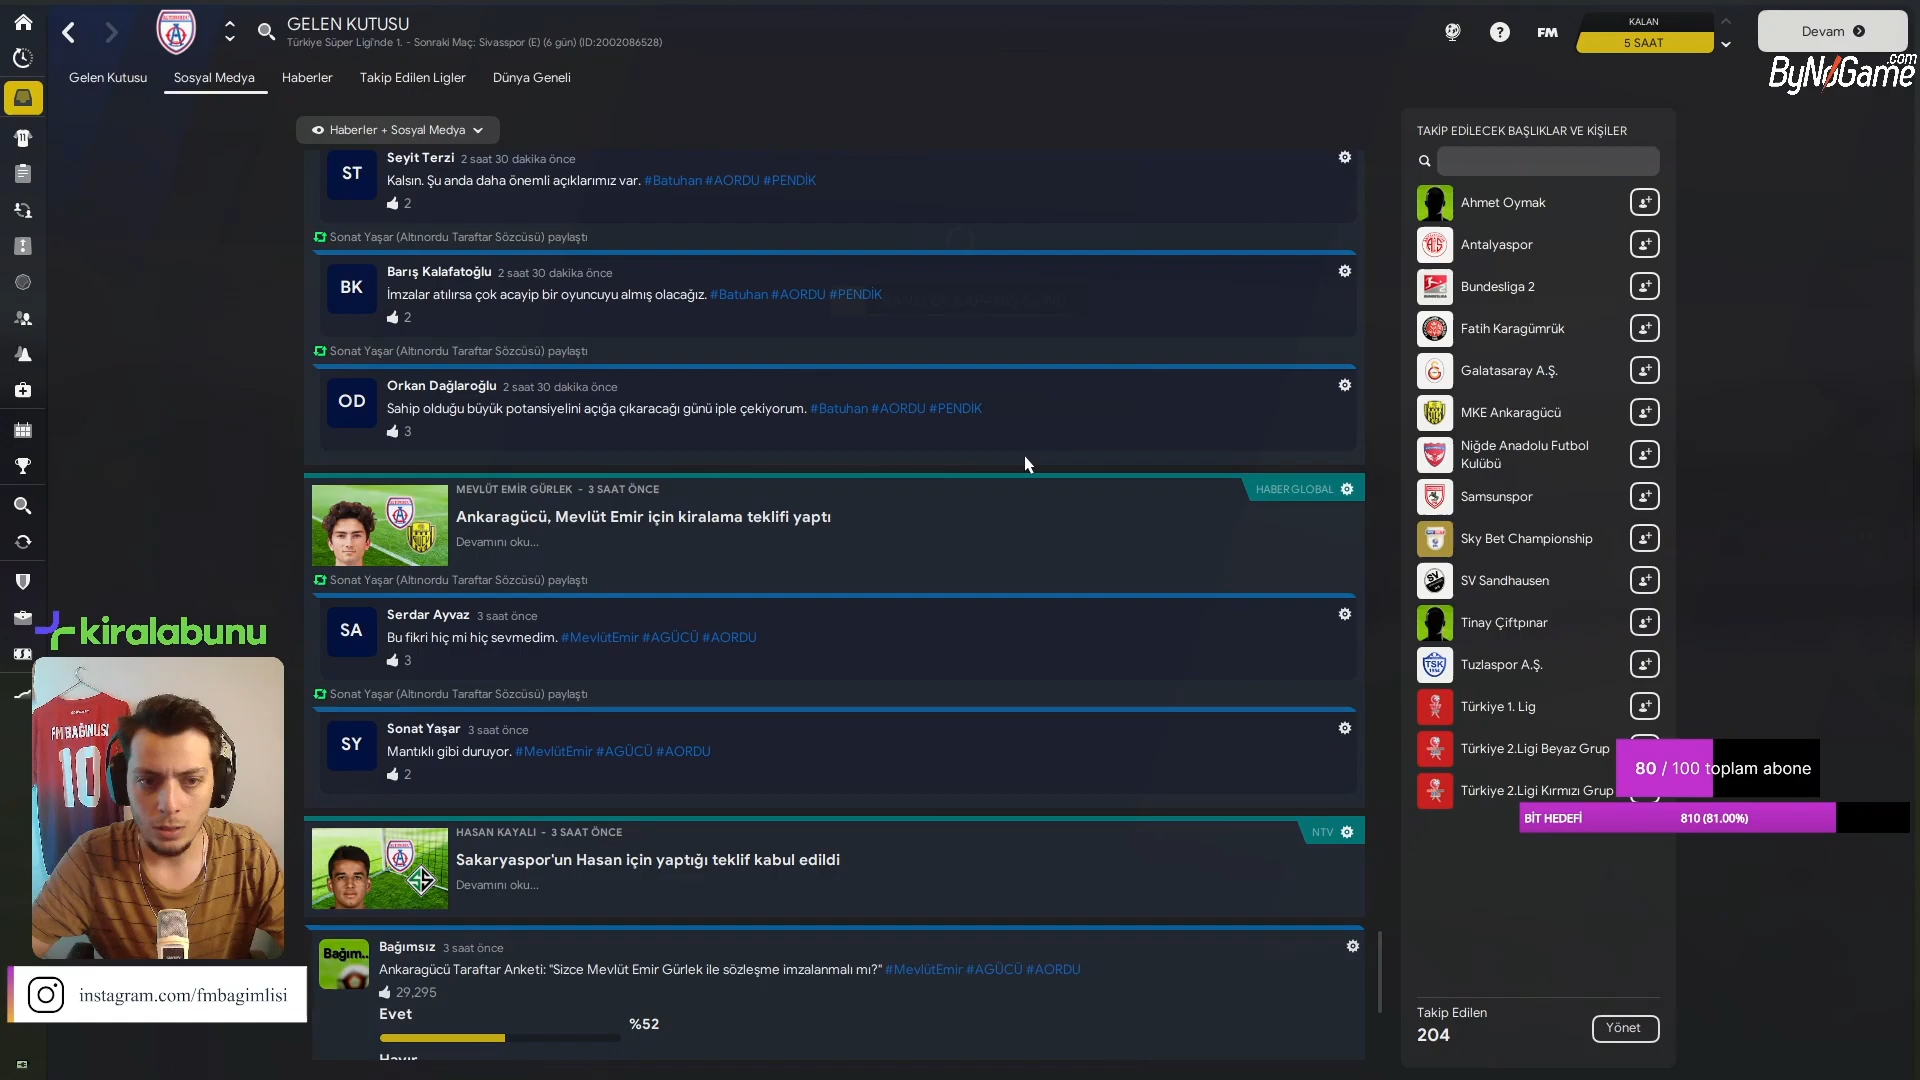 GELEN KUTUSU
Türkiye Süper Ligi'nde 1. - Sonraki Maç: Sivasspor (E) (6 gün) (ID:2002086528)
FM
KALAN
5 SAAT
Devam
ByNoGame.com
Gelen Kutusu
Sosyal Medya
Haberler
Takip Edilen Ligler
Dünya Geneli
Haberler + Sosyal Medya
ST
Seyit Terzi 2 saat 30 dakika önce
Kalsın. Şu anda daha önemli açıklarımız var. #Batuhan #AORDU #PENDİK
2
Sonat Yaşar (Altınordu Taraftar Sözcüsü) paylaştı
BK
Barış Kalafatoğlu 2 saat 30 dakika önce
İmzalar atılırsa çok acayip bir oyuncuyu almış olacağız. #Batuhan #AORDU #PENDİK
2
Sonat Yaşar (Altınordu Taraftar Sözcüsü) paylaştı
OD
Orkan Dağlaroğlu 2 saat 30 dakika önce
Sahip olduğu büyük potansiyelini açığa çıkaracağı günü iple çekiyorum. #Batuhan #AORDU #PENDİK
3
MEVLÜT EMİR GÜRLEK - 3 SAAT ÖNCE
HABER GLOBAL
Ankaragücü, Mevlüt Emir için kiralama teklifi yaptı
Devamını oku...
Sonat Yaşar (Altınordu Taraftar Sözcüsü) paylaştı
SA
Serdar Ayvaz 3 saat önce
Bu fikri hiç mi hiç sevmedim. #MevlütEmir #AGÜCÜ #AORDU
3
Sonat Yaşar (Altınordu Taraftar Sözcüsü) paylaştı
SY
Sonat Yaşar 3 saat önce
Mantıklı gibi duruyor. #MevlütEmir #AGÜCÜ #AORDU
2
HASAN KAYALI - 3 SAAT ÖNCE
NTV
Sakaryaspor'un Hasan için yaptığı teklif kabul edildi
Devamını oku...
Bağım..
Bağımsız 3 saat önce
Ankaragücü Taraftar Anketi: "Sizce Mevlüt Emir Gürlek ile sözleşme imzalanmalı mı?" #MevlütEmir #AGÜCÜ #AORDU
29,295
Evet
%52
Hayır
TAKİP EDİLECEK BAŞLIKLAR VE KİŞİLER
Ahmet Oymak
Antalyaspor
Bundesliga 2
Fatih Karagümrük
Galatasaray A.Ş.
MKE Ankaragücü
Niğde Anadolu Futbol
Kulübü
Samsunspor
Sky Bet Championship
SV Sandhausen
Tinay Çiftpınar
Tuzlaspor A.Ş.
Türkiye 1. Lig
Türkiye 2.Ligi Beyaz Grup
Türkiye 2.Ligi Kırmızı Grup
80 / 100 toplam abone
BİT HEDEFİ
810 (81.00%)
Takip Edilen
204
Yönet
kiralabunu
FM BAĞIMLISI
10
instagram.com/fmbagimlisi